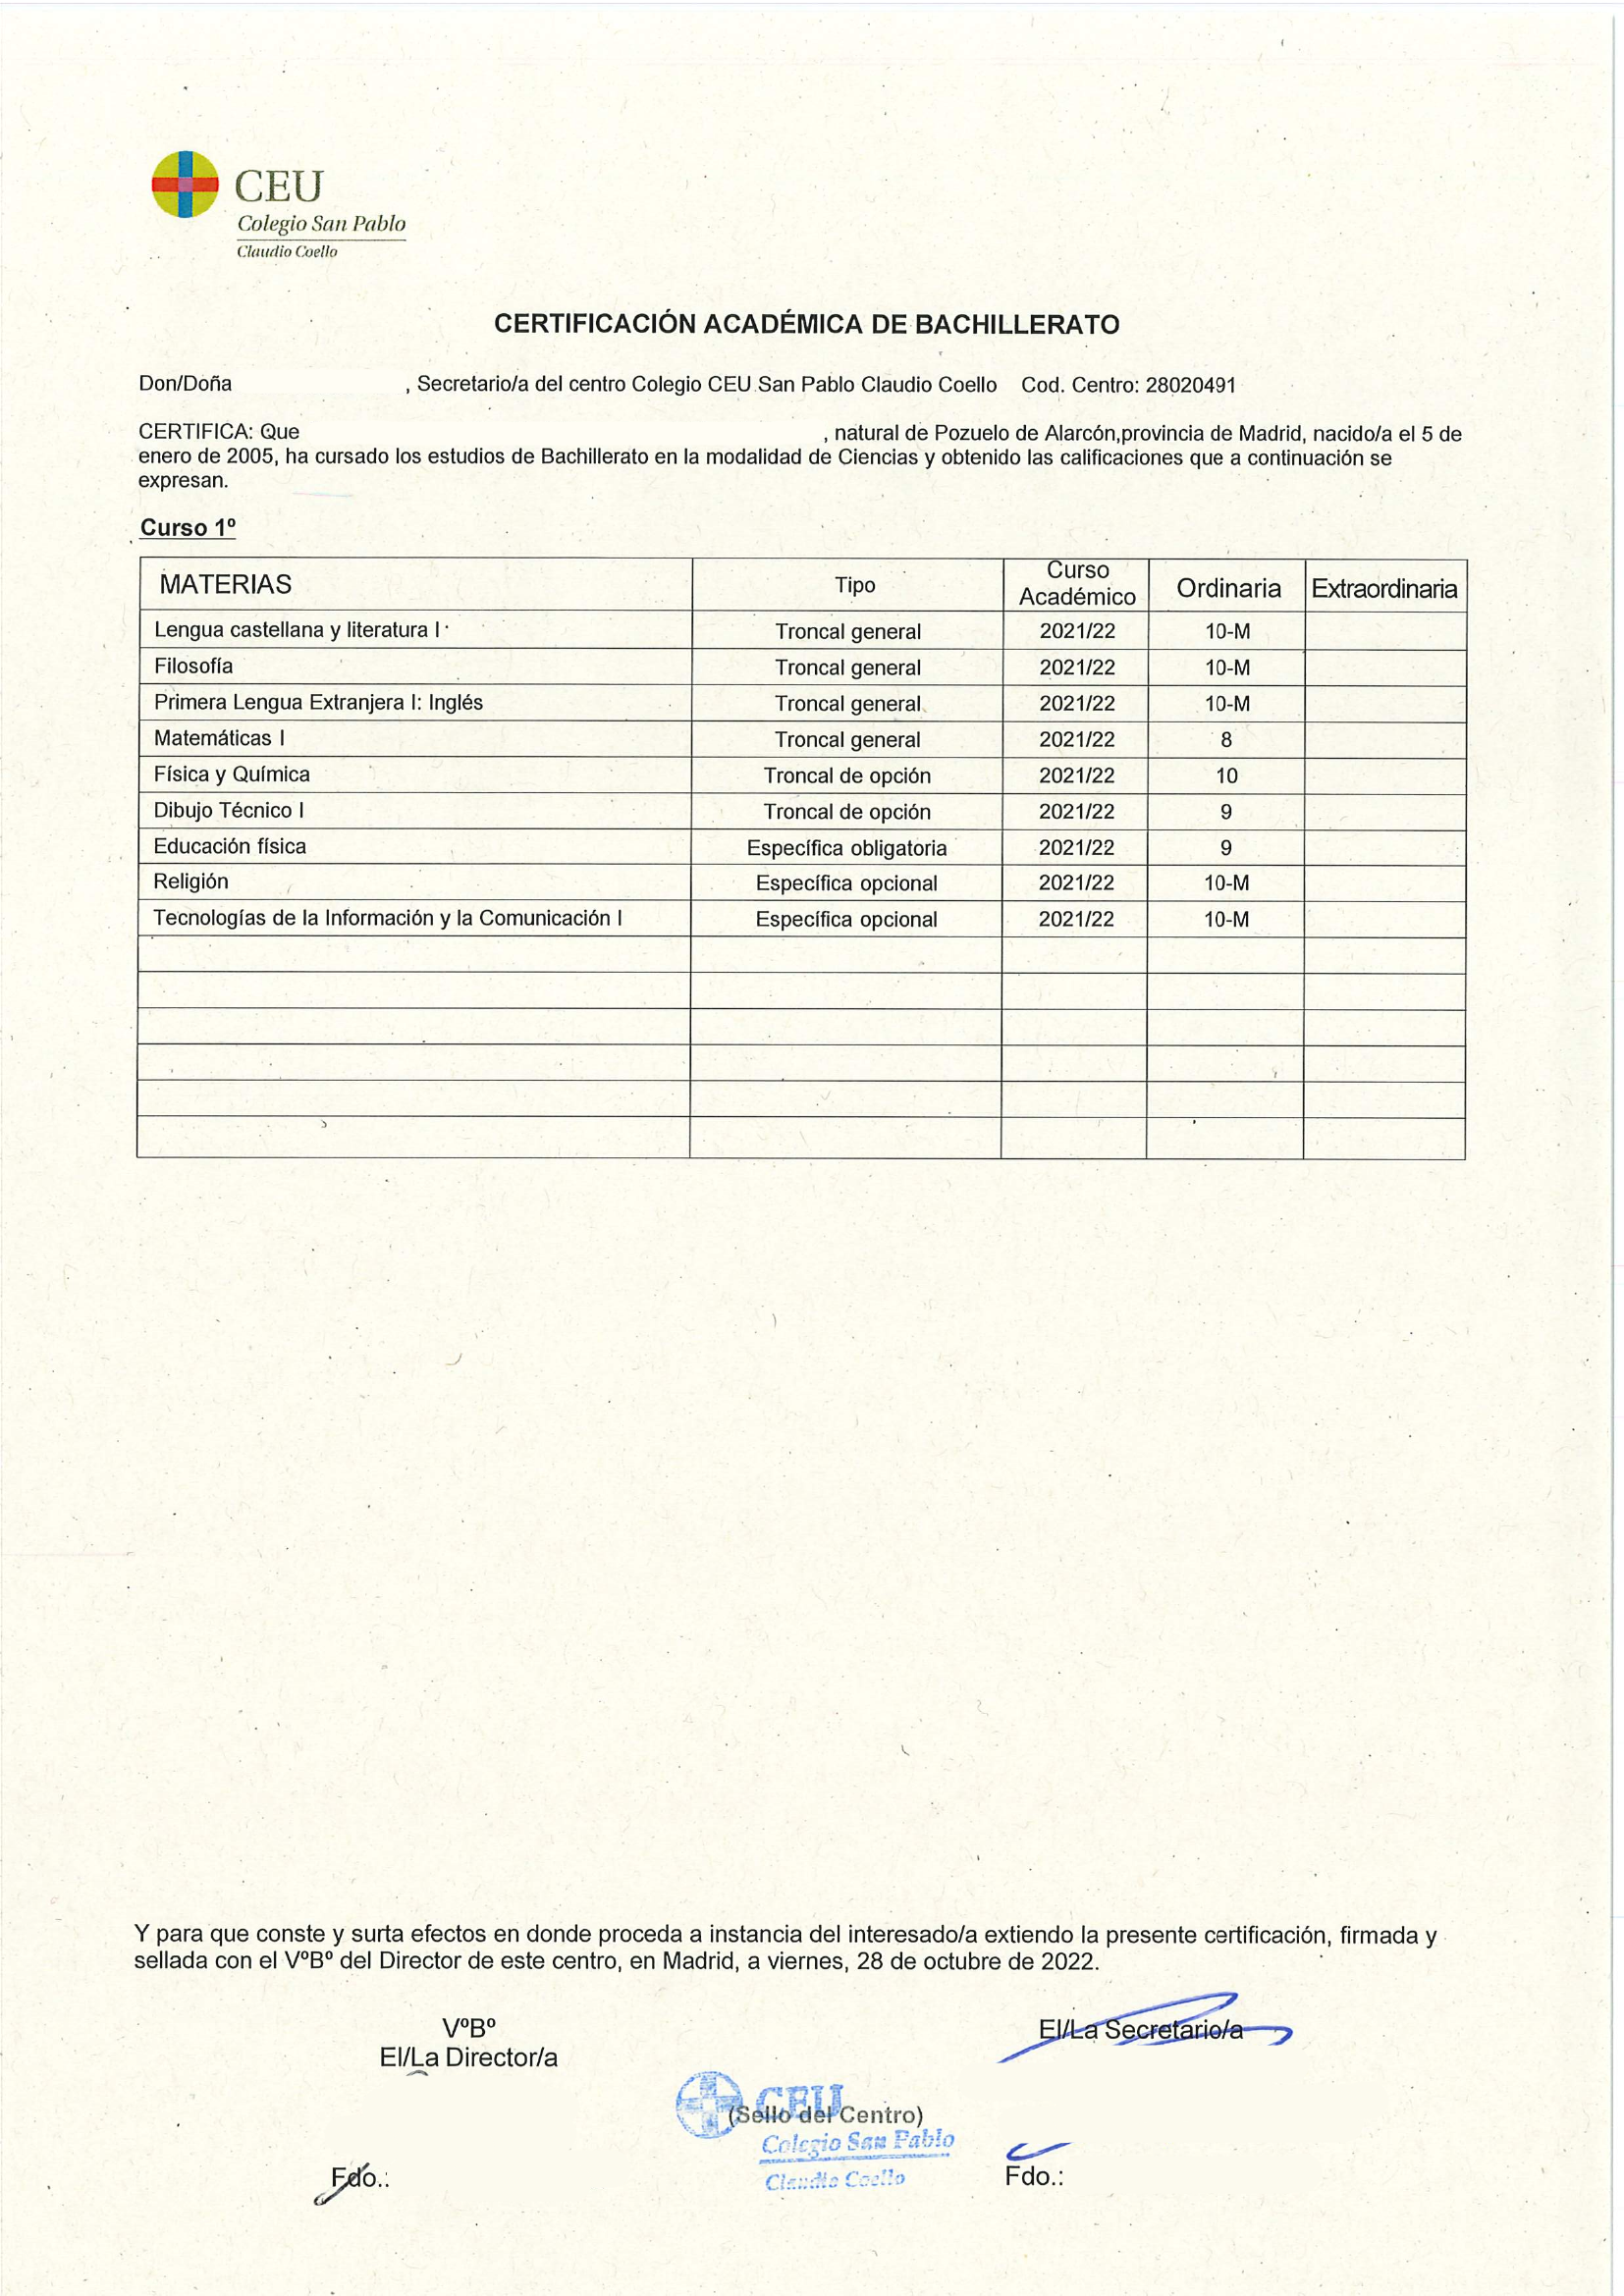 CEU
Colegio San Pablo
Claudio Coello
CERTIFICACIÓN ACADÉMICA DE BACHILLERATO
Don/Doña , Secretario/a del centro Colegio CEU San Pablo Claudio Coello Cod. Centro: 28020491
CERTIFICA: Que , natural de Pozuelo de Alarcón,provincia de Madrid, nacido/a el 5 de
enero de 2005, ha cursado los estudios de Bachillerato en la modalidad de Ciencias y obtenido las calificaciones que a continuación se
expresan.
Curso 1º
MATERIAS Tipo Curso Académico Ordinaria Extraordinaria
Lengua castellana y literatura I Troncal general 2021/22 10-M
Filosofía Troncal general 2021/22 10-M
Primera Lengua Extranjera I: Inglés Troncal general 2021/22 10-M
Matemáticas I Troncal general 2021/22 8
Física y Química Troncal de opción 2021/22 10
Dibujo Técnico I Troncal de opción 2021/22 9
Educación física Específica obligatoria 2021/22 9
Religión Específica opcional 2021/22 10-M
Tecnologías de la Información y la Comunicación I Específica opcional 2021/22 10-M
Y para que conste y surta efectos en donde proceda a instancia del interesado/a extiendo la presente certificación, firmada y
sellada con el VºBº del Director de este centro, en Madrid, a viernes, 28 de octubre de 2022.
VºBº
El/La Director/a
El/La Secretario/a
CEU
(Sello del Centro)
Colegio San Pablo
Claudio Coello
Fdo.:
Fdo.: